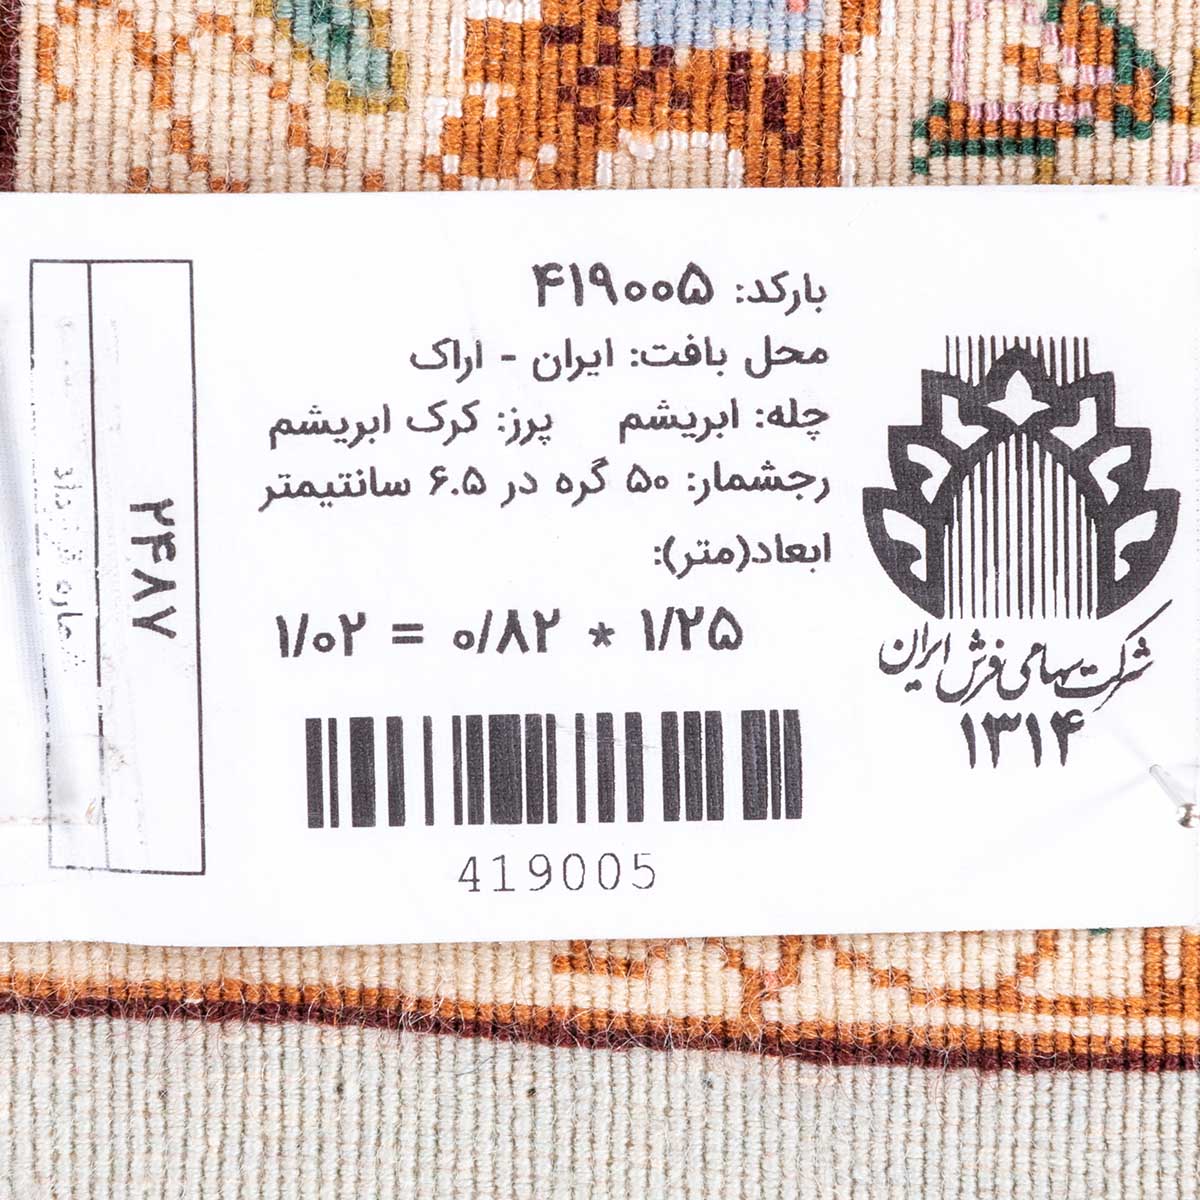 بارکد: ۴۱۹۰۰۵
محل بافت: ایران - اراک
چله: ابریشم پرز: کرک ابریشم
رجشمار: ۵۰ گره در ۶.۵ سانتیمتر
ابعاد(متر):
۱/۲۵ * ۰/۸۲ = ۱/۰۲
419005
شرکت سهامی فرش ایران
۱۳۱۴
۲۴۸۷